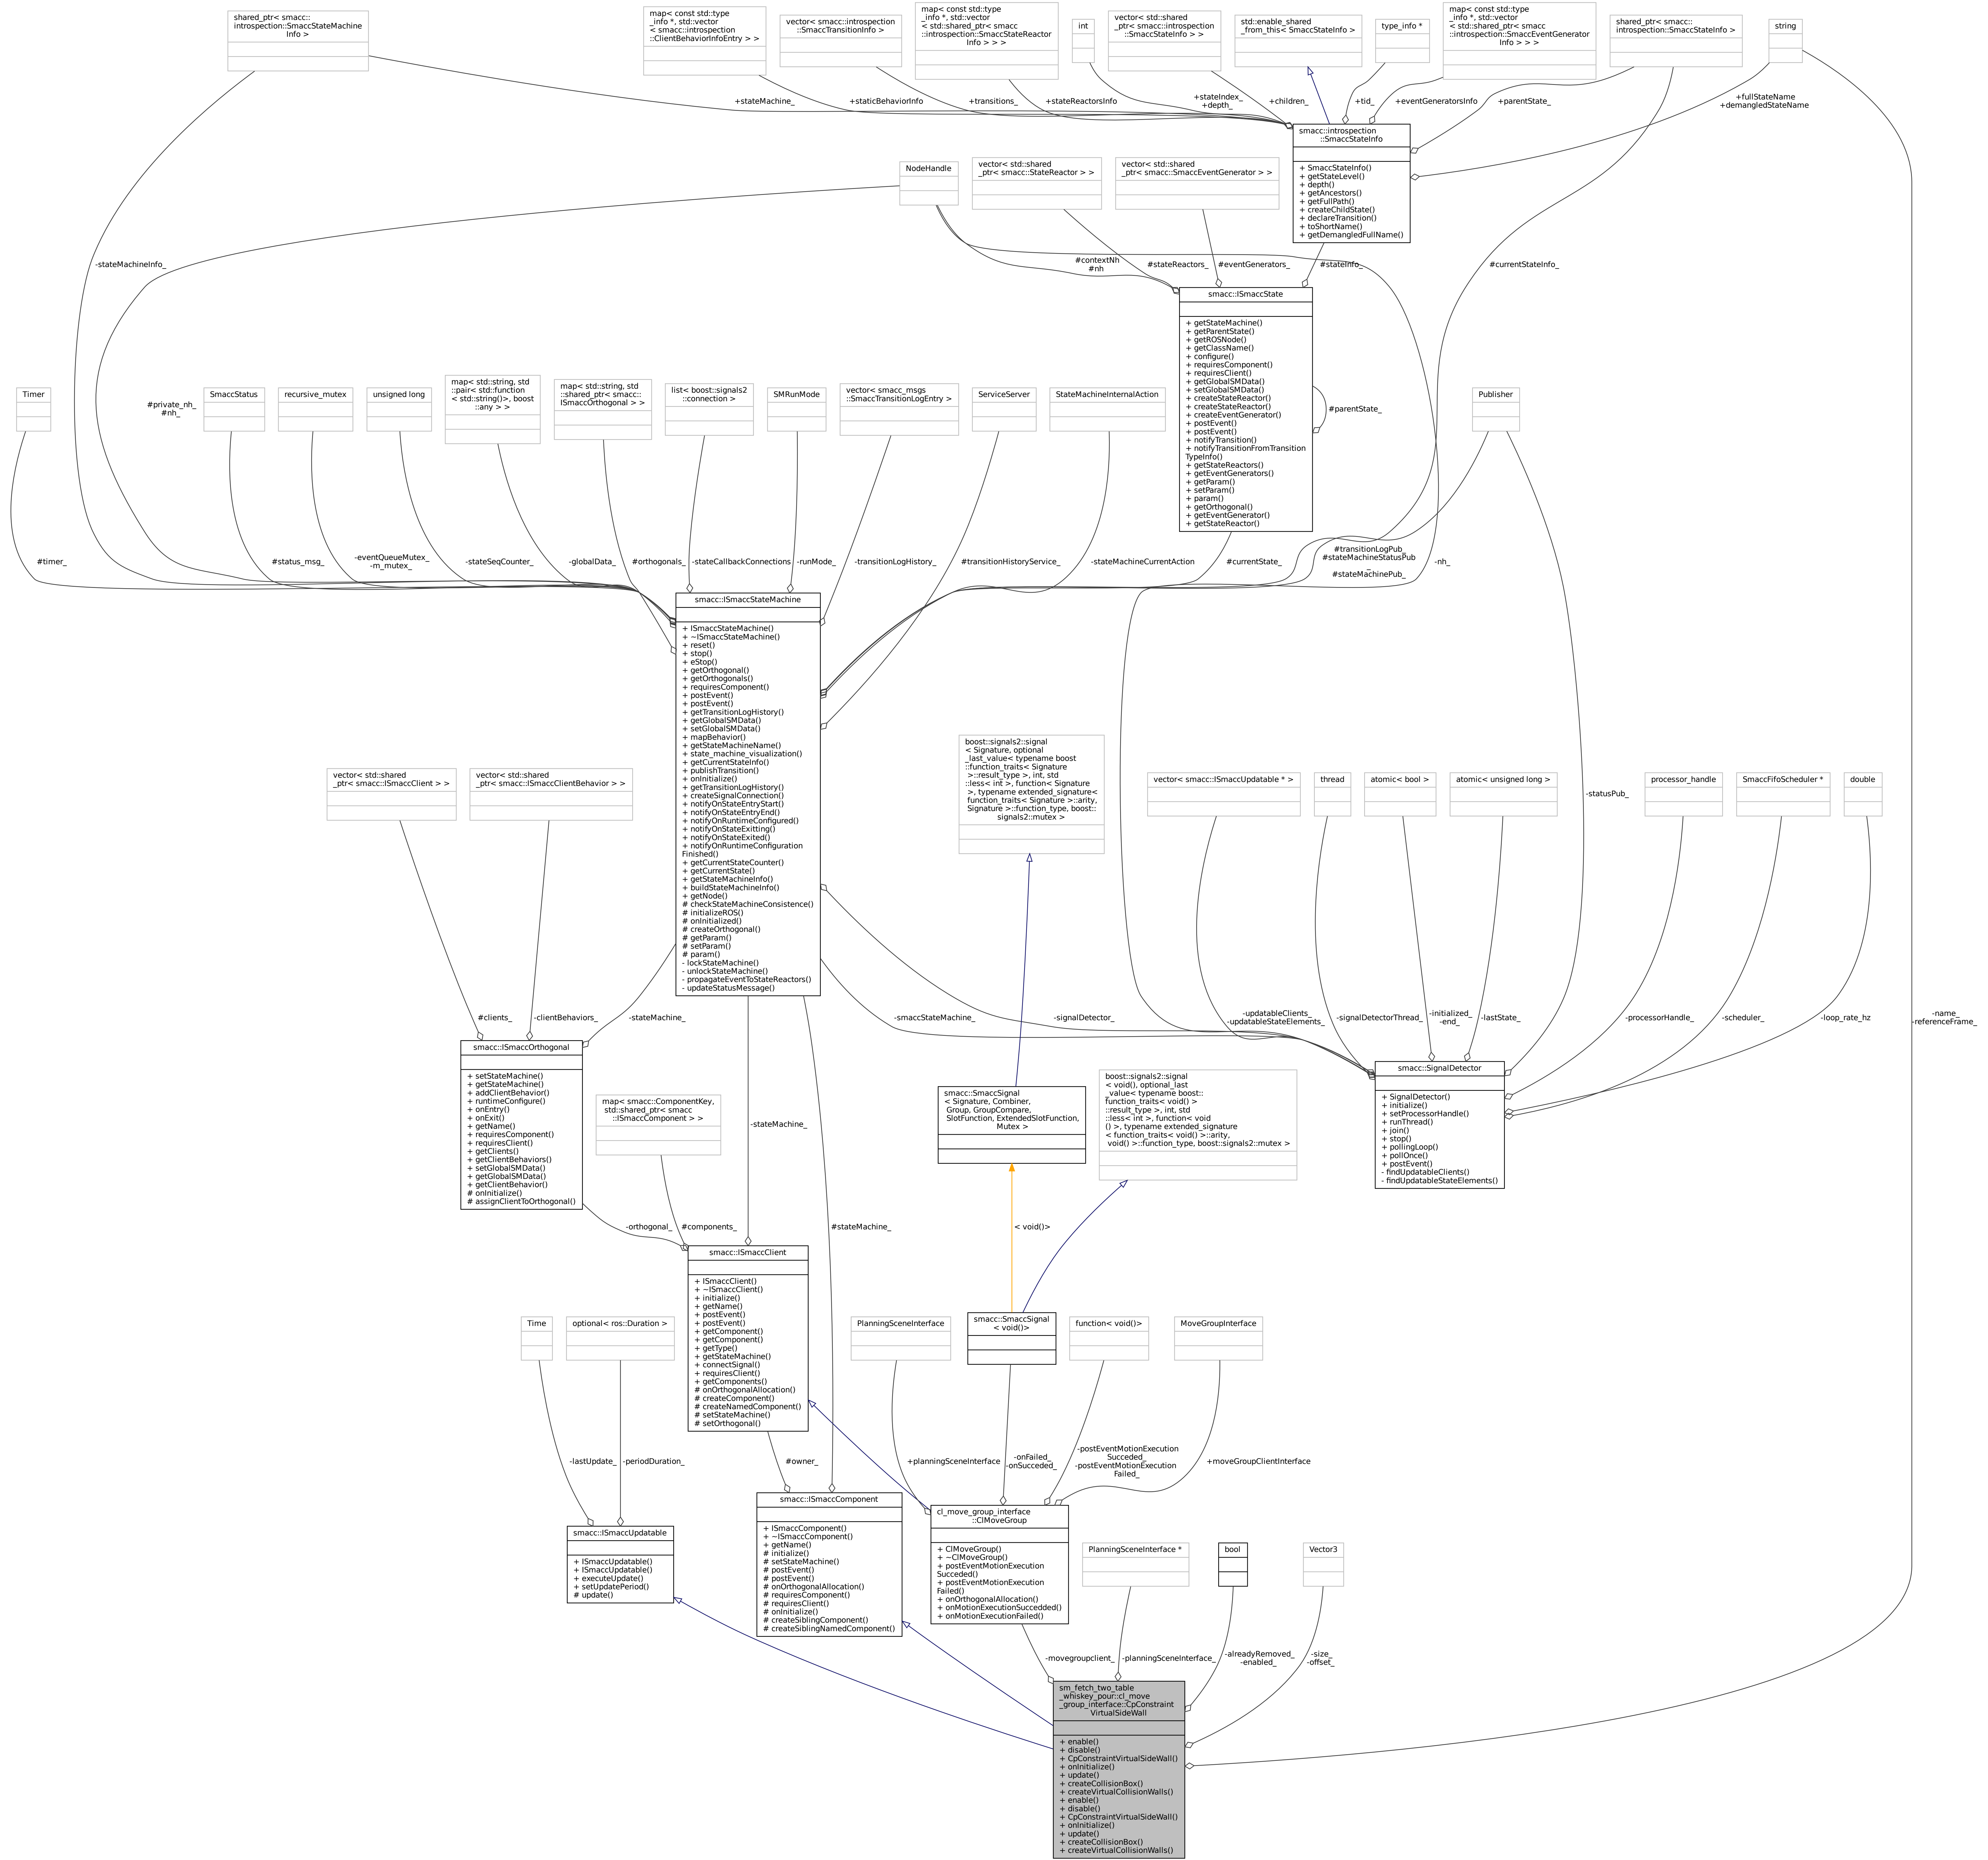 shared_ptr< smacc::
introspection::SmaccStateMachine
Info >
map< const std::type
_info *, std::vector
< smacc::introspection
::ClientBehaviorInfoEntry > >
vector< smacc::introspection
::SmaccTransitionInfo >
map< const std::type
_info *, std::vector
< std::shared_ptr< smacc
::introspection::SmaccStateReactor
Info > > >
int
vector< std::shared
_ptr< smacc::introspection
::SmaccStateInfo > >
std::enable_shared
_from_this< SmaccStateInfo >
type_info *
map< const std::type
_info *, std::vector
< std::shared_ptr< smacc
::introspection::SmaccEventGenerator
Info > > >
shared_ptr< smacc::
introspection::SmaccStateInfo >
string
+stateMachine_
+staticBehaviorInfo
+transitions_
+stateReactorsInfo
+stateIndex_
+depth_
+children_
+tid_
+eventGeneratorsInfo
+parentState_
+fullStateName
+demangledStateName
smacc::introspection
::SmaccStateInfo
+ SmaccStateInfo()
+ getStateLevel()
+ depth()
+ getAncestors()
+ getFullPath()
+ createChildState()
+ declareTransition()
+ toShortName()
+ getDemangledFullName()
NodeHandle
vector< std::shared
_ptr< smacc::StateReactor > >
vector< std::shared
_ptr< smacc::SmaccEventGenerator > >
-stateMachineInfo_
#contextNh
#nh
#stateReactors_
#eventGenerators_
#stateInfo_
#currentStateInfo_
smacc::ISmaccState
+ getStateMachine()
+ getParentState()
+ getROSNode()
+ getClassName()
+ configure()
+ requiresComponent()
+ requiresClient()
+ getGlobalSMData()
+ setGlobalSMData()
+ createStateReactor()
+ createStateReactor()
+ createEventGenerator()
+ postEvent()
+ postEvent()
+ notifyTransition()
+ notifyTransitionFromTransition
TypeInfo()
+ getStateReactors()
+ getEventGenerators()
+ getParam()
+ setParam()
+ param()
+ getOrthogonal()
+ getEventGenerator()
+ getStateReactor()
#parentState_
Timer
#private_nh_
#nh_
SmaccStatus
recursive_mutex
unsigned long
map< std::string, std
::pair< std::function
< std::string()>, boost
::any > >
map< std::string, std
::shared_ptr< smacc::
ISmaccOrthogonal > >
list< boost::signals2
::connection >
SMRunMode
vector< smacc_msgs
::SmaccTransitionLogEntry >
ServiceServer
StateMachineInternalAction
Publisher
#timer_
#status_msg_
-eventQueueMutex_
-m_mutex_
-stateSeqCounter_
-globalData_
#orthogonals_
-stateCallbackConnections
-runMode_
-transitionLogHistory_
#transitionHistoryService_
-stateMachineCurrentAction
#currentState_
#transitionLogPub_
#stateMachineStatusPub
_
#stateMachinePub_
-nh_
smacc::ISmaccStateMachine
+ ISmaccStateMachine()
+ ~ISmaccStateMachine()
+ reset()
+ stop()
+ eStop()
+ getOrthogonal()
+ getOrthogonals()
+ requiresComponent()
+ postEvent()
+ postEvent()
+ getTransitionLogHistory()
+ getGlobalSMData()
+ setGlobalSMData()
+ mapBehavior()
+ getStateMachineName()
+ state_machine_visualization()
+ getCurrentStateInfo()
+ publishTransition()
+ onInitialize()
+ getTransitionLogHistory()
+ createSignalConnection()
+ notifyOnStateEntryStart()
+ notifyOnStateEntryEnd()
+ notifyOnRuntimeConfigured()
+ notifyOnStateExitting()
+ notifyOnStateExited()
+ notifyOnRuntimeConfiguration
Finished()
+ getCurrentStateCounter()
+ getCurrentState()
+ getStateMachineInfo()
+ buildStateMachineInfo()
+ getNode()
# checkStateMachineConsistence()
# initializeROS()
# onInitialized()
# createOrthogonal()
# getParam()
# setParam()
# param()
- lockStateMachine()
- unlockStateMachine()
- propagateEventToStateReactors()
- updateStatusMessage()
boost::signals2::signal
< Signature, optional
_last_value< typename boost
::function_traits< Signature
 >::result_type >, int, std
::less< int >, function< Signature
 >, typename extended_signature<
 function_traits< Signature >::arity,
 Signature >::function_type, boost::
signals2::mutex >
vector< std::shared
_ptr< smacc::ISmaccClient > >
vector< std::shared
_ptr< smacc::ISmaccClientBehavior > >
vector< smacc::ISmaccUpdatable * >
thread
atomic< bool >
atomic< unsigned long >
processor_handle
SmaccFifoScheduler *
double
-statusPub_
#clients_
-clientBehaviors_
-stateMachine_
-smaccStateMachine_
-signalDetector_
-updatableClients_
-updatableStateElements_
-signalDetectorThread_
-initialized_
-end_
-lastState_
-processorHandle_
-scheduler_
-loop_rate_hz
-name_
-referenceFrame_
smacc::ISmaccOrthogonal
+ setStateMachine()
+ getStateMachine()
+ addClientBehavior()
+ runtimeConfigure()
+ onEntry()
+ onExit()
+ getName()
+ requiresComponent()
+ requiresClient()
+ getClients()
+ getClientBehaviors()
+ setGlobalSMData()
+ getGlobalSMData()
+ getClientBehavior()
# onInitialize()
# assignClientToOrthogonal()
smacc::SignalDetector
+ SignalDetector()
+ initialize()
+ setProcessorHandle()
+ runThread()
+ join()
+ stop()
+ pollingLoop()
+ pollOnce()
+ postEvent()
- findUpdatableClients()
- findUpdatableStateElements()
map< smacc::ComponentKey,
 std::shared_ptr< smacc
::ISmaccComponent > >
smacc::SmaccSignal
< Signature, Combiner,
 Group, GroupCompare,
 SlotFunction, ExtendedSlotFunction,
 Mutex >
boost::signals2::signal
< void(), optional_last
_value< typename boost::
function_traits< void() >
::result_type >, int, std
::less< int >, function< void
() >, typename extended_signature
< function_traits< void() >::arity,
 void() >::function_type, boost::signals2::mutex >
-stateMachine_
-orthogonal_
#components_
#stateMachine_
< void()>
smacc::ISmaccClient
+ ISmaccClient()
+ ~ISmaccClient()
+ initialize()
+ getName()
+ postEvent()
+ postEvent()
+ getComponent()
+ getComponent()
+ getType()
+ getStateMachine()
+ connectSignal()
+ requiresClient()
+ getComponents()
# onOrthogonalAllocation()
# createComponent()
# createNamedComponent()
# setStateMachine()
# setOrthogonal()
Time
optional< ros::Duration >
PlanningSceneInterface
smacc::SmaccSignal
< void()>
function< void()>
MoveGroupInterface
-lastUpdate_
-periodDuration_
#owner_
+planningSceneInterface
-onFailed_
-onSucceded_
-postEventMotionExecution
Succeded_
-postEventMotionExecution
Failed_
+moveGroupClientInterface
smacc::ISmaccUpdatable
+ ISmaccUpdatable()
+ ISmaccUpdatable()
+ executeUpdate()
+ setUpdatePeriod()
# update()
smacc::ISmaccComponent
+ ISmaccComponent()
+ ~ISmaccComponent()
+ getName()
# initialize()
# setStateMachine()
# postEvent()
# postEvent()
# onOrthogonalAllocation()
# requiresComponent()
# requiresClient()
# onInitialize()
# createSiblingComponent()
# createSiblingNamedComponent()
cl_move_group_interface
::ClMoveGroup
+ ClMoveGroup()
+ ~ClMoveGroup()
+ postEventMotionExecution
Succeded()
+ postEventMotionExecution
Failed()
+ onOrthogonalAllocation()
+ onMotionExecutionSuccedded()
+ onMotionExecutionFailed()
PlanningSceneInterface *
bool
Vector3
-movegroupclient_
-planningSceneInterface_
-alreadyRemoved_
-enabled_
-size_
-offset_
sm_fetch_two_table
_whiskey_pour::cl_move
_group_interface::CpConstraint
VirtualSideWall
+ enable()
+ disable()
+ CpConstraintVirtualSideWall()
+ onInitialize()
+ update()
+ createCollisionBox()
+ createVirtualCollisionWalls()
+ enable()
+ disable()
+ CpConstraintVirtualSideWall()
+ onInitialize()
+ update()
+ createCollisionBox()
+ createVirtualCollisionWalls()